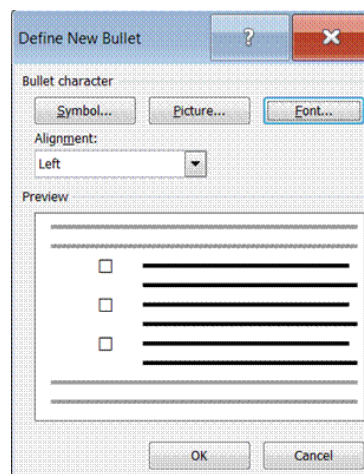 Define New Bullet ?
Bullet character
Symbol... Picture... Font...
Alignment:
Left
Preview
OK Cancel